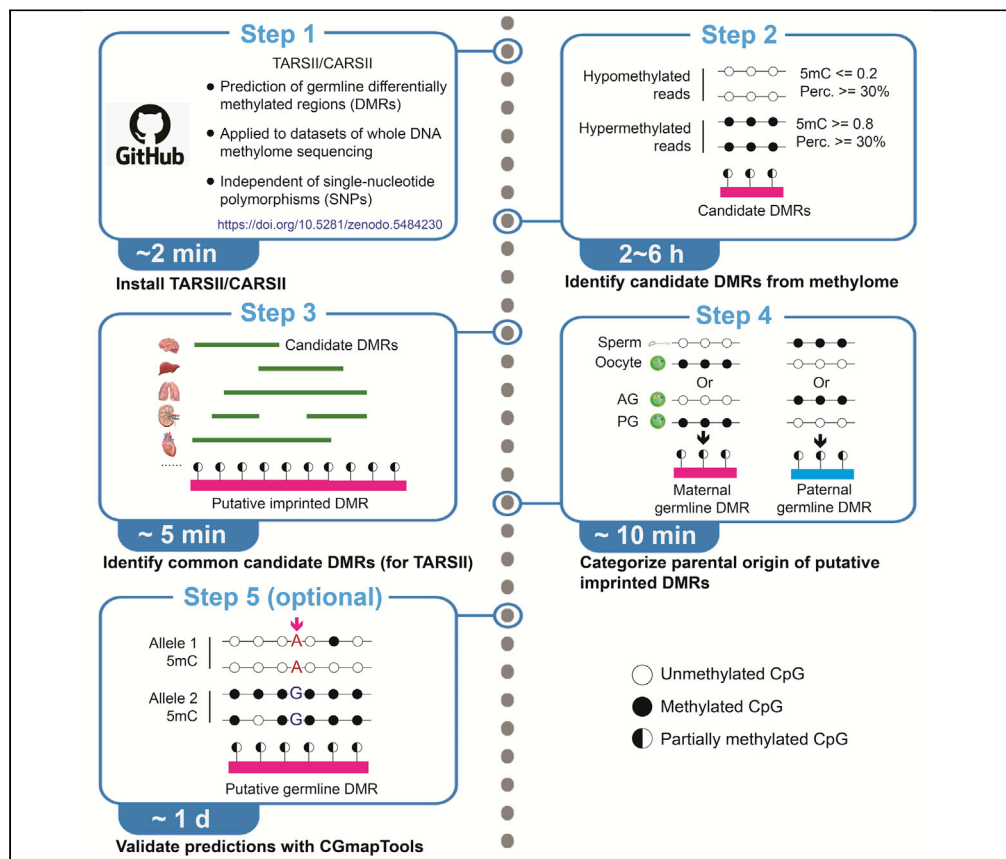 Step 1
TARSII/CARSII
● Prediction of germline differentially
methylated regions (DMRs)
● Applied to datasets of whole DNA
methylome sequencing
● Independent of single-nucleotide
polymorphisms (SNPs)
GitHub
https://doi.org/10.5281/zenodo.5484230
~2 min
Install TARSII/CARSII
Step 2
Hypomethylated
reads
5mC <= 0.2
Perc. >= 30%
Hypermethylated
reads
5mC >= 0.8
Perc. >= 30%
Candidate DMRs
2~6 h
Identify candidate DMRs from methylome
Step 3
Candidate DMRs
......
Putative imprinted DMR
~ 5 min
Identify common candidate DMRs (for TARSII)
Step 4
Sperm
Oocyte
Or
Or
AG
PG
Maternal
germline DMR
Paternal
germline DMR
~ 10 min
Categorize parental origin of putative
imprinted DMRs
Step 5 (optional)
Allele 1
5mC
A
A
Allele 2
5mC
G
G
Putative germline DMR
~ 1 d
Validate predictions with CGmapTools
Unmethylated CpG
Methylated CpG
Partially methylated CpG